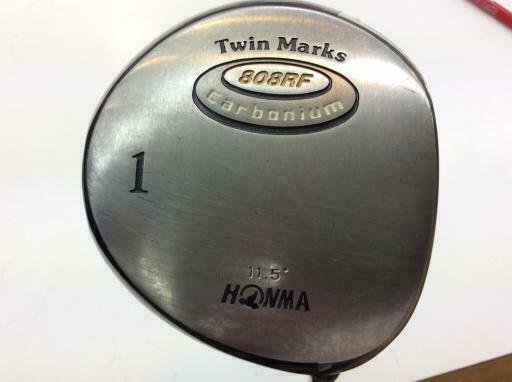 Twin Marks
808RF
Carbonium
1
11.5°
HONMA